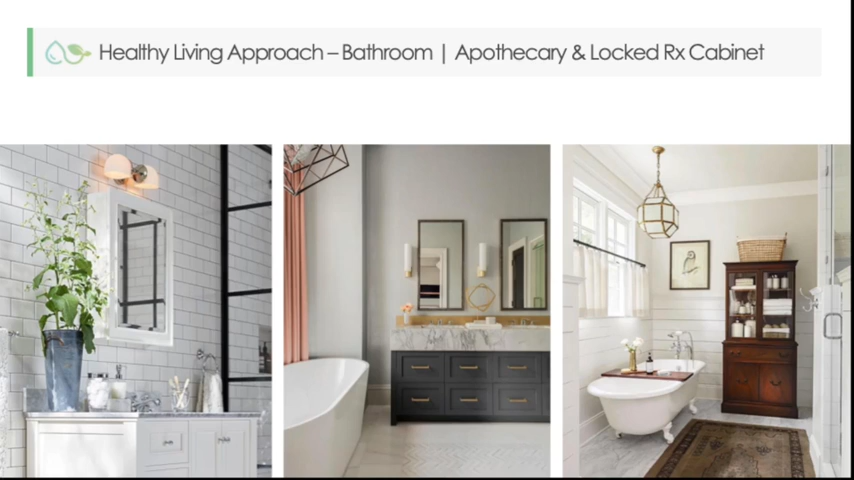 Healthy Living Approach – Bathroom | Apothecary & Locked Rx Cabinet